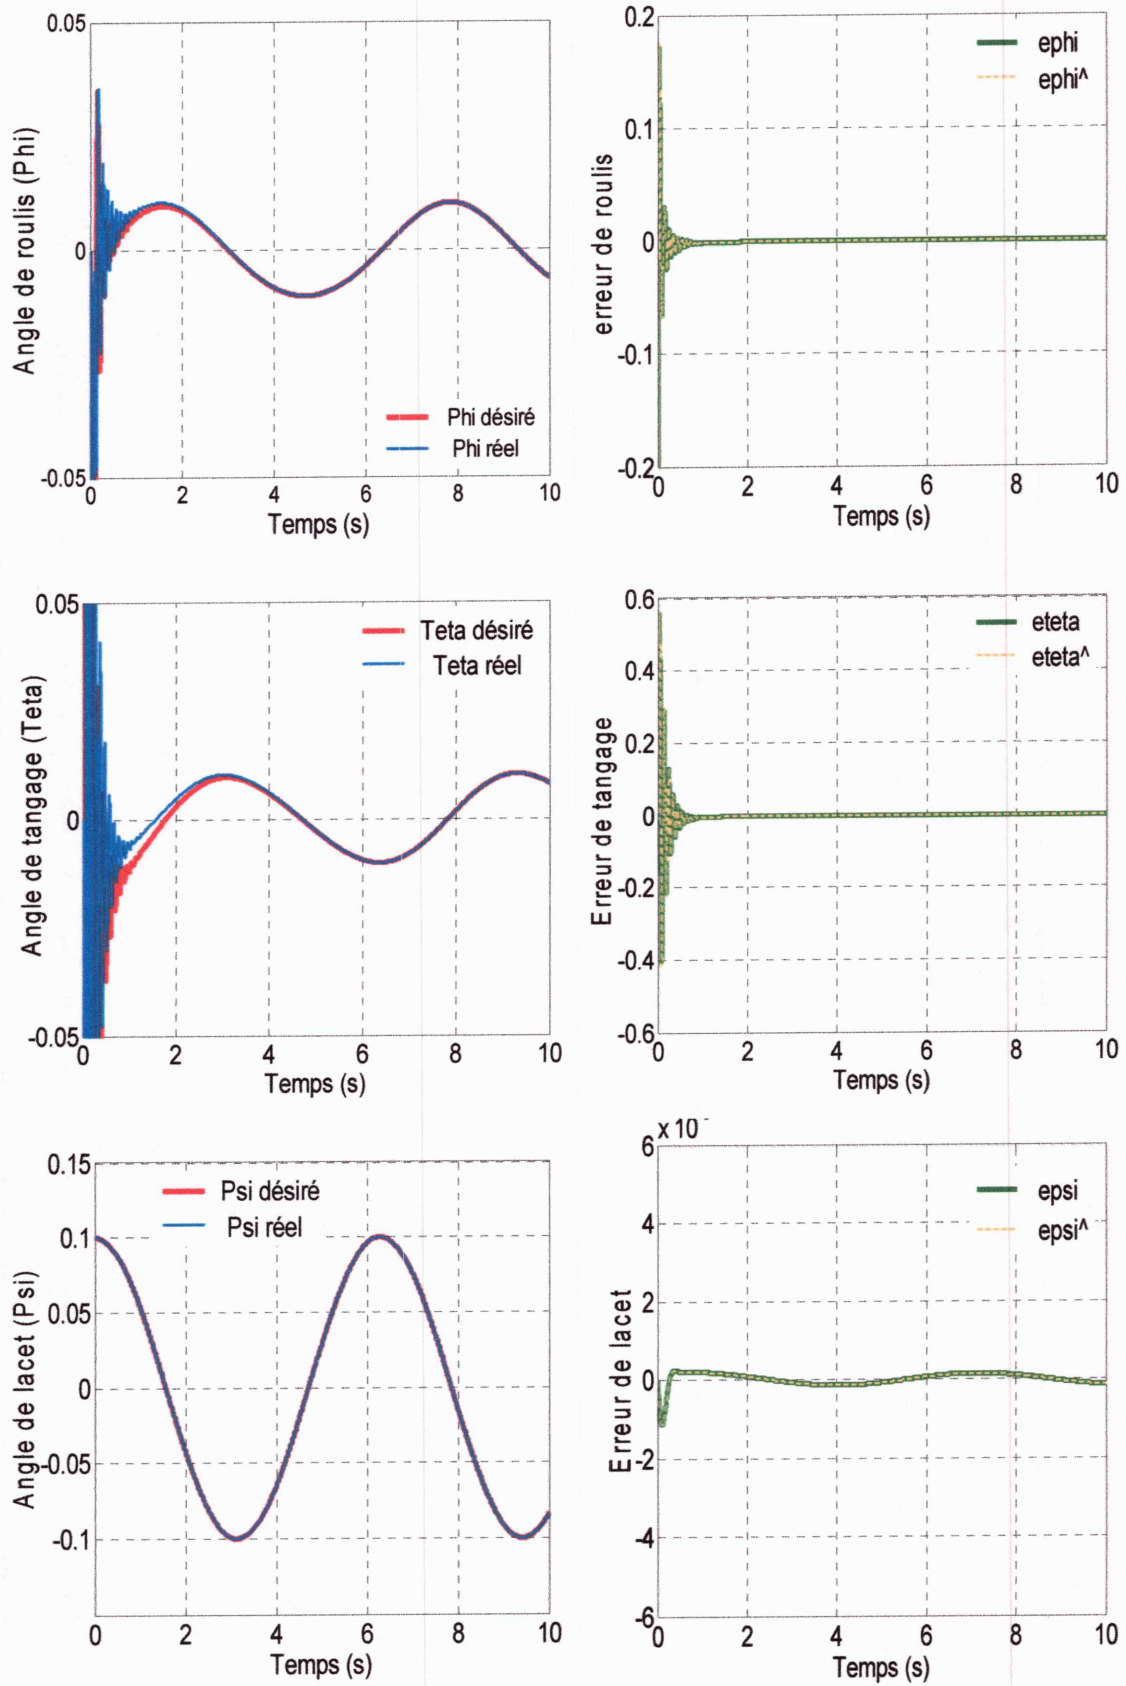 0.05
0
-0.05
Angle de roulis (Phi)
Phi désiré
Phi réel
0 2 4 6 8 10
Temps (s)
0.2
0.1
0
-0.1
-0.2
erreur de roulis
ephi
ephi^
0 2 4 6 8 10
Temps (s)
0.05
0
-0.05
Angle de tangage (Teta)
Teta désiré
Teta réel
0 2 4 6 8 10
Temps (s)
0.6
0.4
0.2
0
-0.2
-0.4
-0.6
Erreur de tangage
eteta
eteta^
0 2 4 6 8 10
Temps (s)
0.15
0.1
0.05
0
-0.05
-0.1
Angle de lacet (Psi)
Psi désiré
Psi réel
0 2 4 6 8 10
Temps (s)
x 10
6
4
2
0
-2
-4
-6
Erreur de lacet
epsi
epsi^
0 2 4 6 8 10
Temps (s)